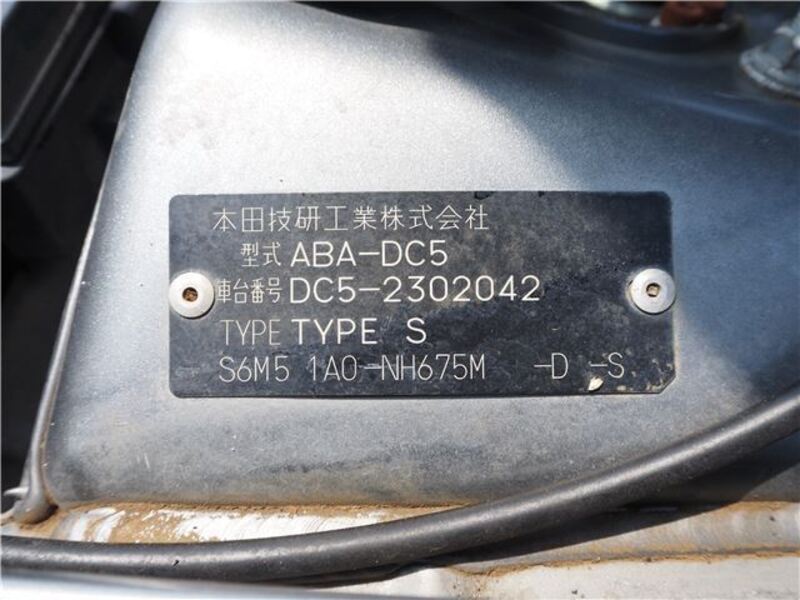 本田技研工業株式会社
型式 ABA-DC5
車台番号 DC5-2302042
TYPE TYPE S
S6M5 1A0-NH675M -D -S